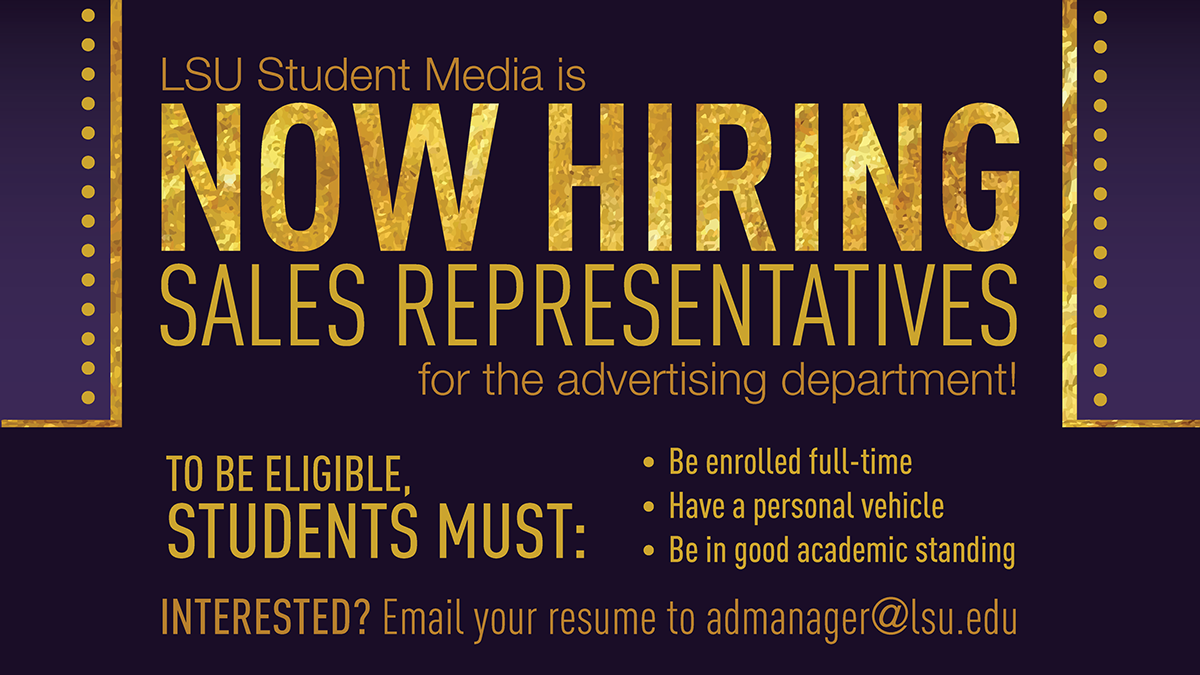 LSU Student Media is
NOW HIRING
SALES REPRESENTATIVES
for the advertising department!
TO BE ELIGIBLE,
STUDENTS MUST:
• Be enrolled full-time
• Have a personal vehicle
• Be in good academic standing
INTERESTED? Email your resume to admanager@lsu.edu